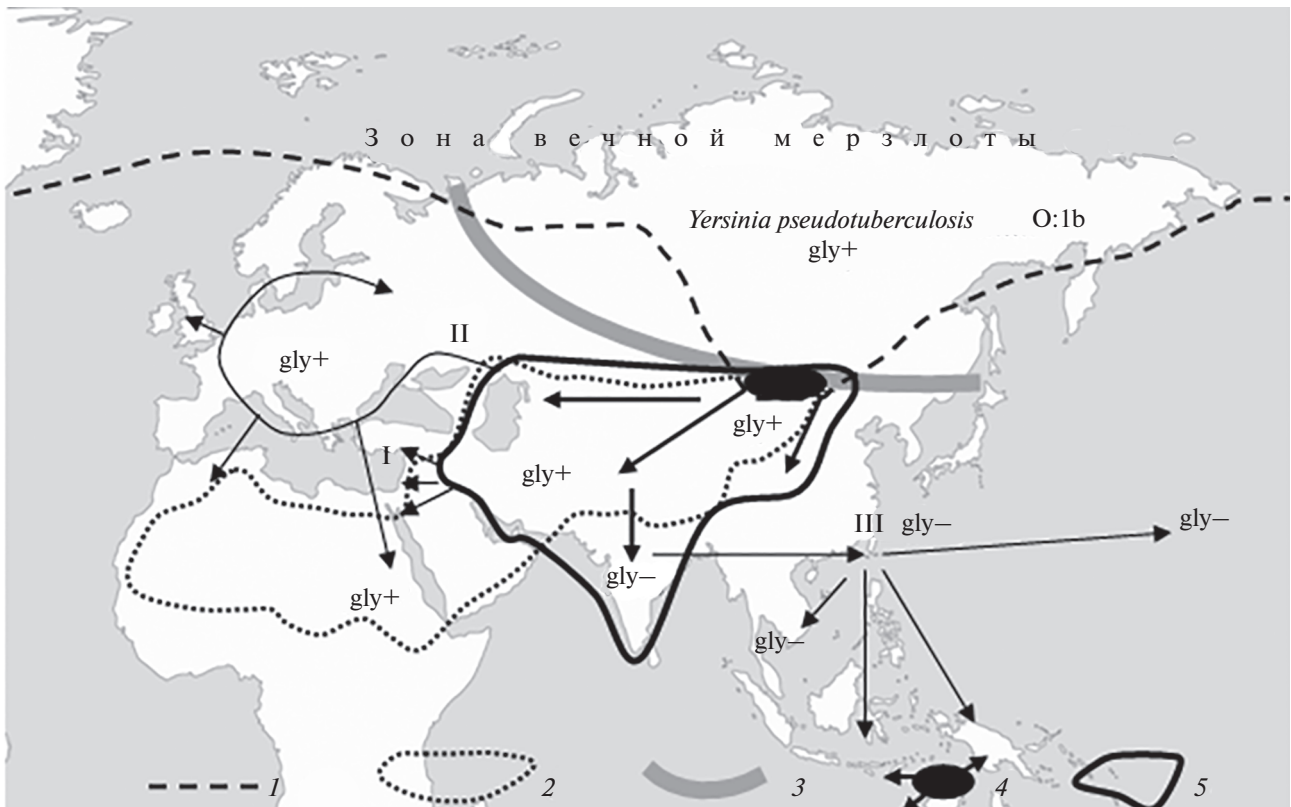 Зона вечной мерзлоты
Yersinia pseudotuberculosis O:1b
gly+
II
gly+
gly+
I
gly+
III gly–
gly–
gly–
gly+
gly–
1 2 3 4 5